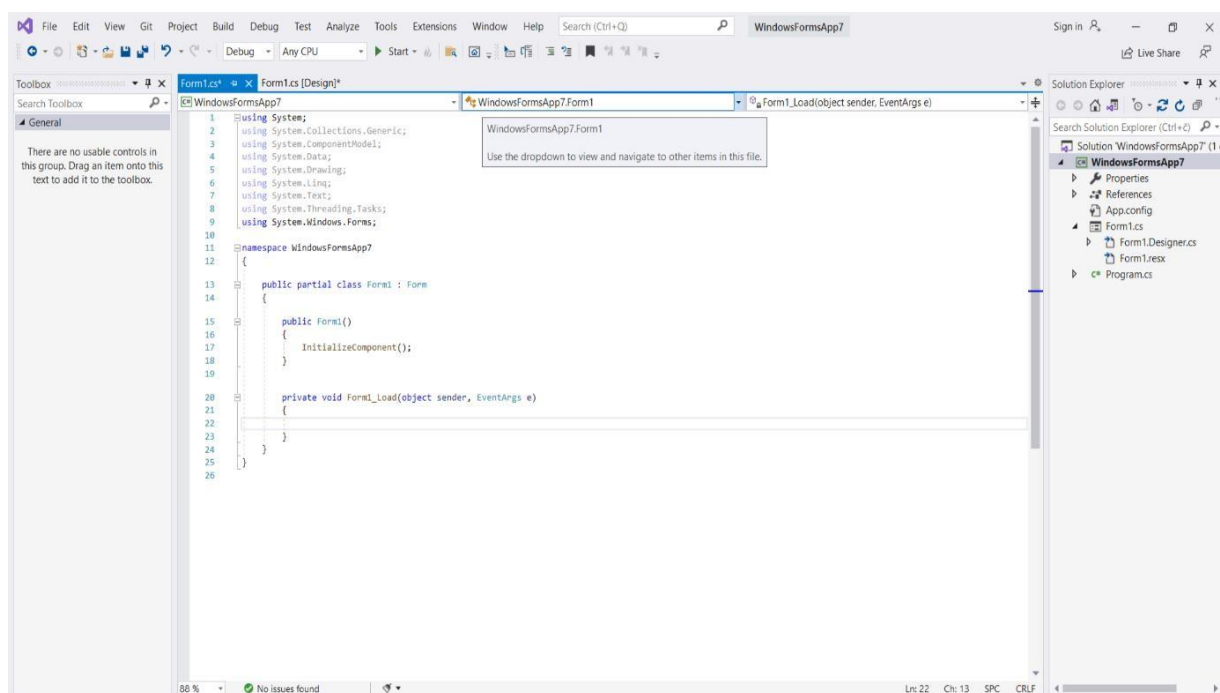 File Edit View Git Project Build Debug Test Analyze Tools Extensions Window Help Search (Ctrl+Q) WindowsFormsApp7 Sign in
Debug Any CPU Start Live Share
Toolbox
Search Toolbox
General
There are no usable controls in
this group. Drag an item onto this
text to add it to the toolbox.
Form1.cs* Form1.cs [Design]*
WindowsFormsApp7 WindowsFormsApp7.Form1 Form1_Load(object sender, EventArgs e)
WindowsFormsApp7.Form1
Use the dropdown to view and navigate to other items in this file.
1 using System;
2 using System.Collections.Generic;
3 using System.ComponentModel;
4 using System.Data;
5 using System.Drawing;
6 using System.Linq;
7 using System.Text;
8 using System.Threading.Tasks;
9 using System.Windows.Forms;
10
11 namespace WindowsFormsApp7
12 {
13 public partial class Form1 : Form
14 {
15 public Form1()
16 {
17 InitializeComponent();
18 }
19
20 private void Form1_Load(object sender, EventArgs e)
21 {
22
23 }
24 }
25 }
26
88 % No issues found Ln: 22 Ch: 13 SPC CRLF
Solution Explorer
Search Solution Explorer (Ctrl+č)
Solution 'WindowsFormsApp7' (1
WindowsFormsApp7
Properties
References
App.config
Form1.cs
Form1.Designer.cs
Form1.resx
Program.cs